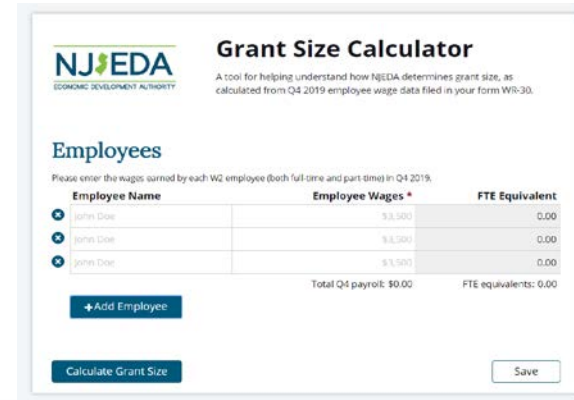 NJEDA
ECONOMIC DEVELOPMENT AUTHORITY
Grant Size Calculator
A tool for helping understand how NJEDA determines grant size, as
calculated from Q4 2019 employee wage data filed in your form WR-30.
Employees
Please enter the wages earned by each W2 employee (both full-time and part-time) in Q4 2019.
Employee Name Employee Wages * FTE Equivalent
John Doe $3,500 0.00
John Doe $3,500 0.00
John Doe $3,500 0.00
Total Q4 payroll: $0.00 FTE equivalents: 0.00
+Add Employee
Calculate Grant Size Save